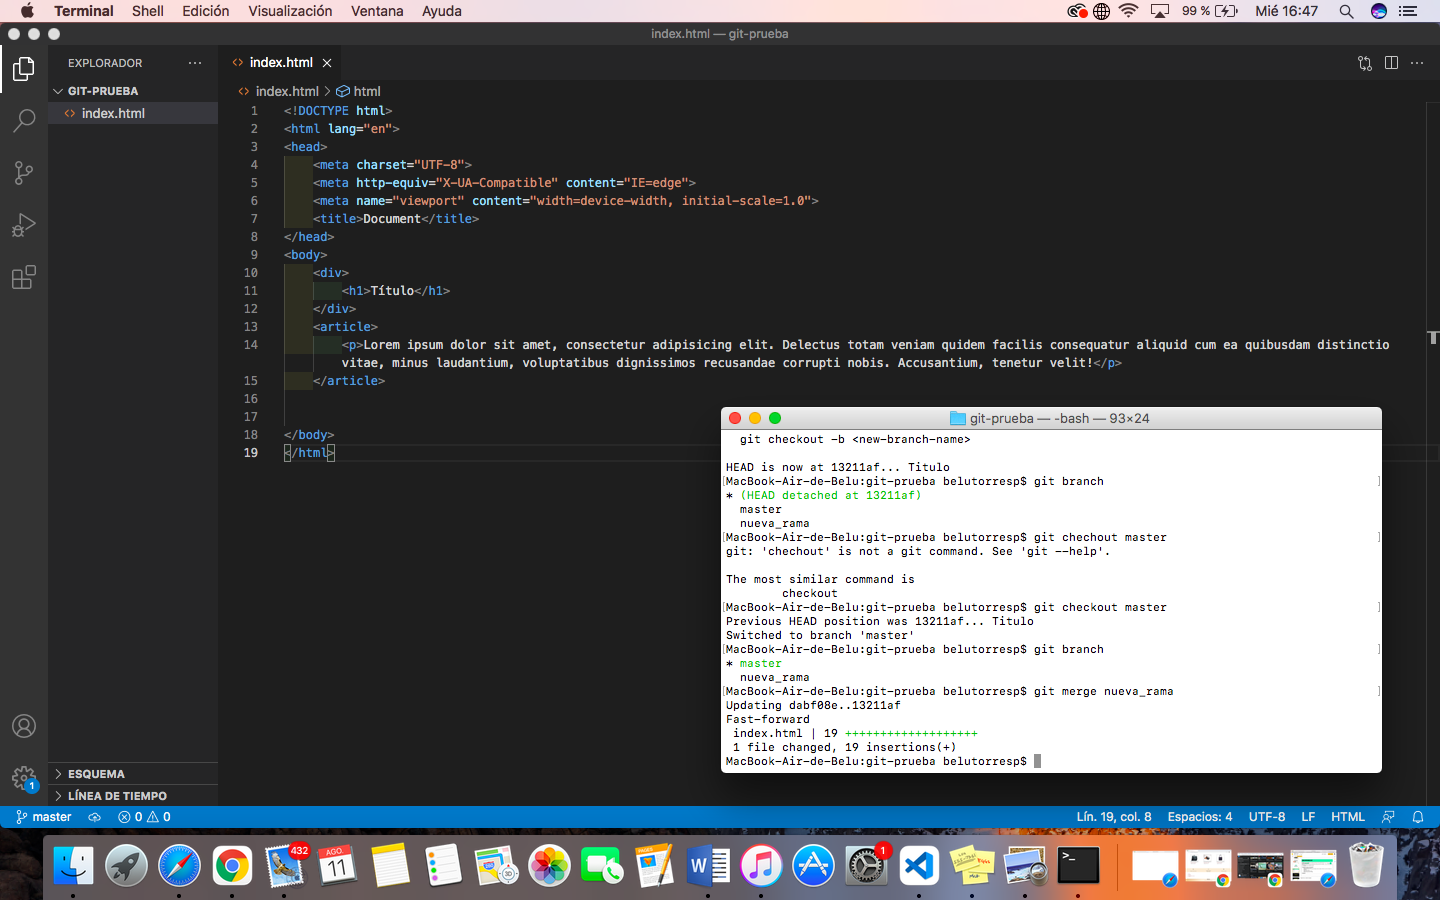 Terminal Shell Edición Visualización Ventana Ayuda 99 % Mié 16:47
index.html — git-prueba
EXPLORADOR ···
GIT-PRUEBA
<> index.html
<> index.html ×
<> index.html > html
1 <!DOCTYPE html>
2 <html lang="en">
3 <head>
4 <meta charset="UTF-8">
5 <meta http-equiv="X-UA-Compatible" content="IE=edge">
6 <meta name="viewport" content="width=device-width, initial-scale=1.0">
7 <title>Document</title>
8 </head>
9 <body>
10 <div>
11 <h1>Título</h1>
12 </div>
13 <article>
14 <p>Lorem ipsum dolor sit amet, consectetur adipisicing elit. Delectus totam veniam quidem facilis consequatur aliquid cum ea quibusdam distinctio
vitae, minus laudantium, voluptatibus dignissimos recusandae corrupti nobis. Accusantium, tenetur velit!</p>
15 </article>
16
17
18 </body>
19 </html>
git-prueba — -bash — 93×24
git checkout -b <new-branch-name>
HEAD is now at 13211af... Titulo
[MacBook-Air-de-Belu:git-prueba belutorresp$ git branch ]
* (HEAD detached at 13211af)
master
nueva_rama
[MacBook-Air-de-Belu:git-prueba belutorresp$ git chechout master ]
git: 'chechout' is not a git command. See 'git --help'.
The most similar command is
checkout
[MacBook-Air-de-Belu:git-prueba belutorresp$ git checkout master ]
Previous HEAD position was 13211af... Titulo
Switched to branch 'master'
[MacBook-Air-de-Belu:git-prueba belutorresp$ git branch ]
* master
nueva_rama
[MacBook-Air-de-Belu:git-prueba belutorresp$ git merge nueva_rama ]
Updating dabf08e..13211af
Fast-forward
index.html | 19 +++++++++++++++++++
1 file changed, 19 insertions(+)
MacBook-Air-de-Belu:git-prueba belutorresp$
1
ESQUEMA
LÍNEA DE TIEMPO
master 0 0 Lín. 19, col. 8 Espacios: 4 UTF-8 LF HTML
432
AGO.
11
3D
PAGES
W
1
>_